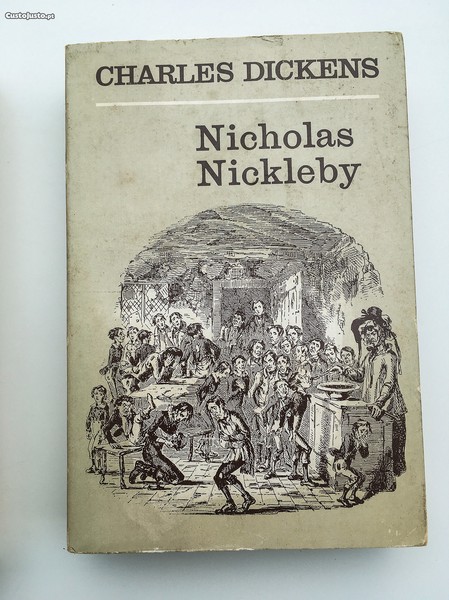 CustoJusto.pt
CHARLES DICKENS
Nicholas
Nickleby